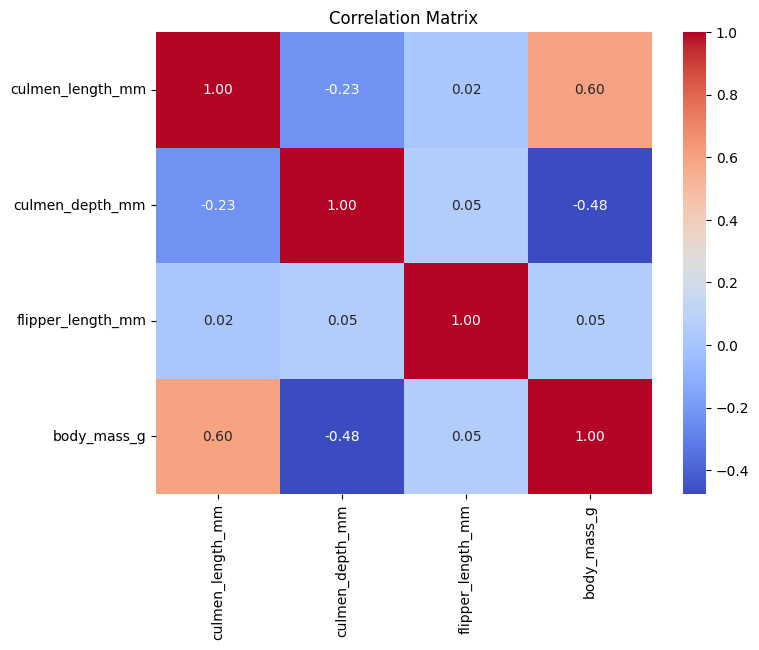 Correlation Matrix
culmen_length_mm 1.00 -0.23 0.02 0.60
culmen_depth_mm -0.23 1.00 0.05 -0.48
flipper_length_mm 0.02 0.05 1.00 0.05
body_mass_g 0.60 -0.48 0.05 1.00
culmen_length_mm
culmen_depth_mm
flipper_length_mm
body_mass_g
1.0
0.8
0.6
0.4
0.2
0.0
−0.2
−0.4